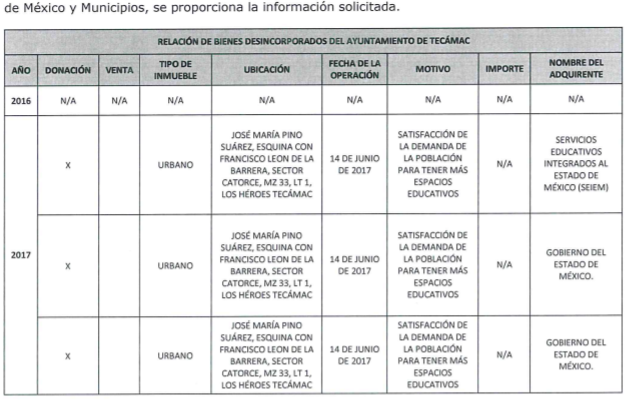 de México y Municipios, se proporciona la información solicitada.
RELACIÓN DE BIENES DESINCORPORADOS DEL AYUNTAMIENTO DE TECÁMAC
AÑO DONACIÓN VENTA TIPO DE INMUEBLE UBICACIÓN FECHA DE LA OPERACIÓN MOTIVO IMPORTE NOMBRE DEL ADQUIRENTE
2016 N/A N/A N/A N/A N/A N/A N/A N/A
2017
X
URBANO
JOSÉ MARÍA PINO
SUÁREZ, ESQUINA CON
FRANCISCO LEON DE LA
BARRERA, SECTOR
CATORCE, MZ 33, LT 1,
LOS HÉROES TECÁMAC
14 DE JUNIO
DE 2017
SATISFACCIÓN DE
LA DEMANDA DE
LA POBLACIÓN
PARA TENER MÁS
ESPACIOS
EDUCATIVOS
N/A
SERVICIOS
EDUCATIVOS
INTEGRADOS AL
ESTADO DE
MÉXICO (SEIEM)
X
URBANO
JOSÉ MARÍA PINO
SUÁREZ, ESQUINA CON
FRANCISCO LEON DE LA
BARRERA, SECTOR
CATORCE, MZ 33, LT 1,
LOS HÉROES TECÁMAC
14 DE JUNIO
DE 2017
SATISFACCIÓN DE
LA DEMANDA DE
LA POBLACIÓN
PARA TENER MÁS
ESPACIOS
EDUCATIVOS
N/A
GOBIERNO DEL
ESTADO DE
MÉXICO.
X
URBANO
JOSÉ MARÍA PINO
SUÁREZ, ESQUINA CON
FRANCISCO LEON DE LA
BARRERA, SECTOR
CATORCE, MZ 33, LT 1,
LOS HÉROES TECÁMAC
14 DE JUNIO
DE 2017
SATISFACCIÓN DE
LA DEMANDA DE
LA POBLACIÓN
PARA TENER MÁS
ESPACIOS
EDUCATIVOS
N/A
GOBIERNO DEL
ESTADO DE
MÉXICO.